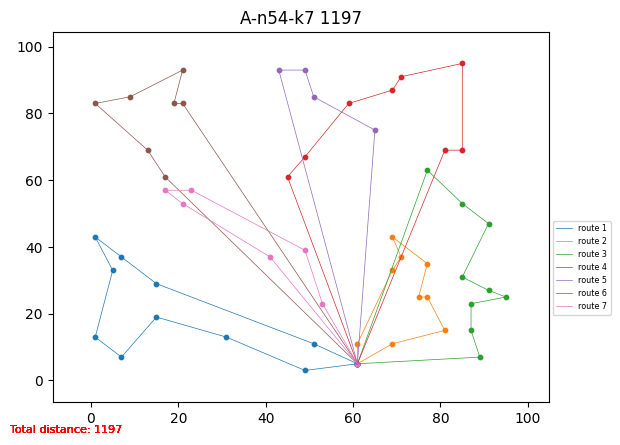 A-n54-k7 1197
100
80
60
40
20
0
0 20 40 60 80 100
route 1
route 2
route 3
route 4
route 5
route 6
route 7
Total distance: 1197